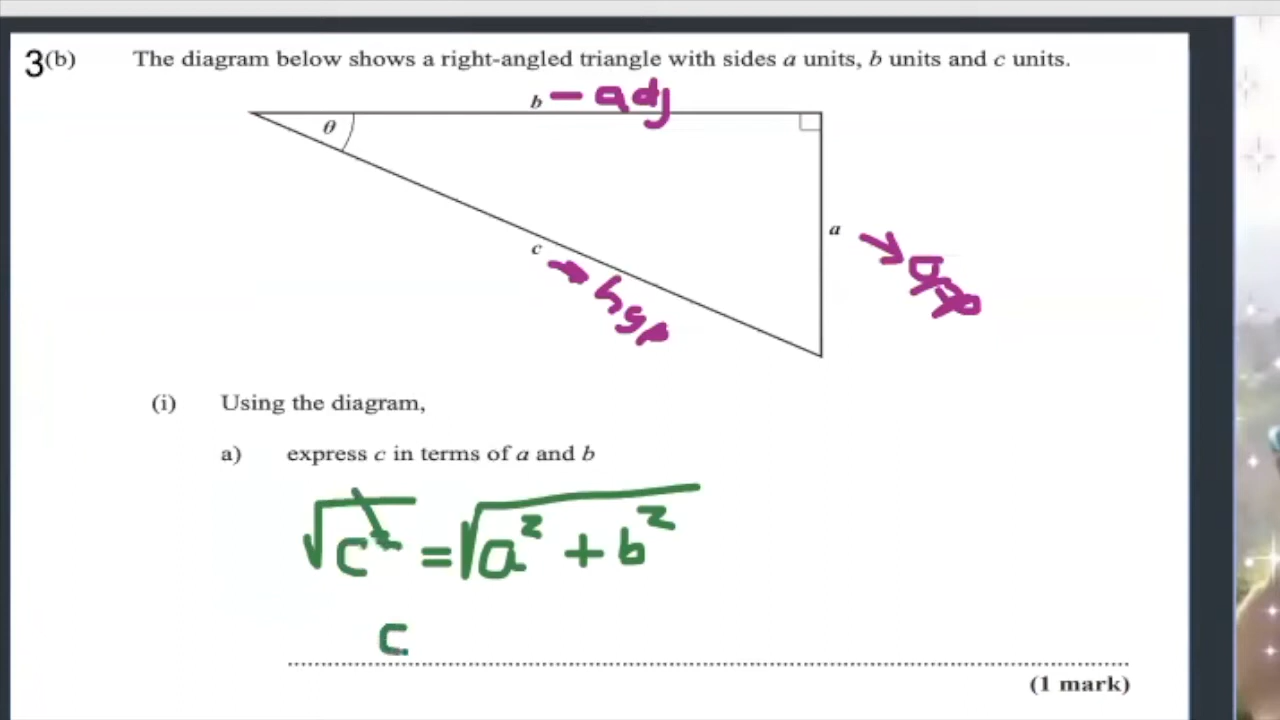 3(b) The diagram below shows a right-angled triangle with sides a units, b units and c units.
b - adj
θ
a → opp
c → hyp
(i) Using the diagram,
a) express c in terms of a and b
√c² = √a² + b²
c
(1 mark)